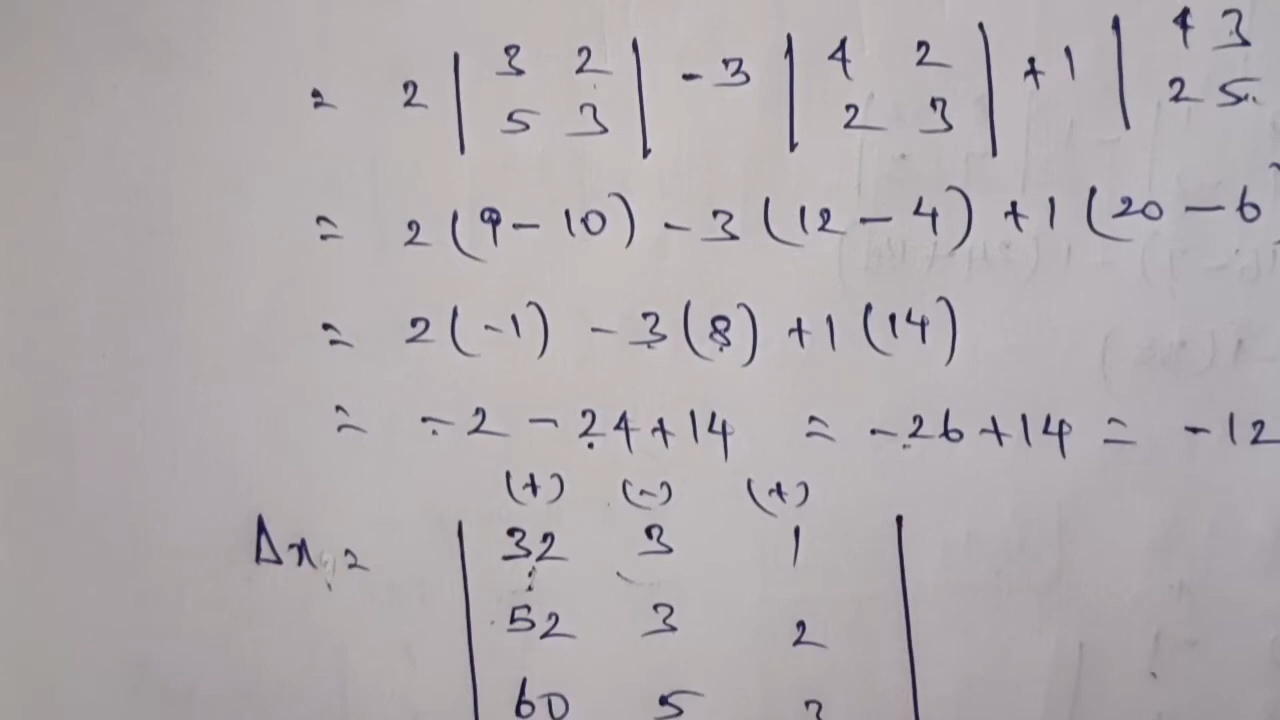 = 2 | 3 2 | - 3 | 4 2 | + 1 | 4 3
5 3 | 2 3 | 2 5
= 2 (9 - 10) - 3 (12 - 4) + 1 (20 - 6)
= 2 (-1) - 3 (8) + 1 (14)
= -2 - 24 + 14 = -26 + 14 = -12
(+) (-) (+)
Δx = | 32 3 1 |
52 3 2
60 5 3